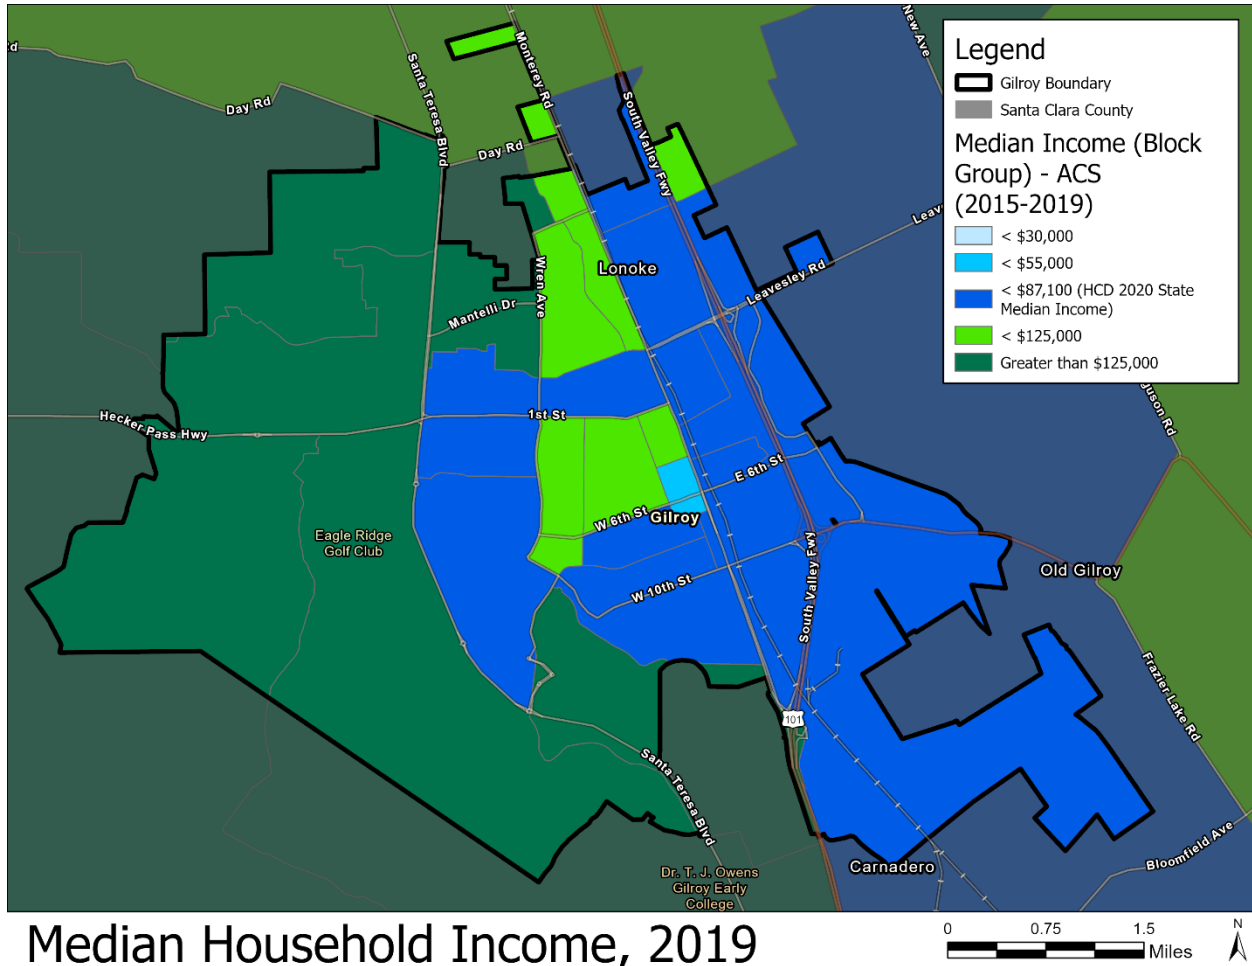 Legend
Gilroy Boundary
Santa Clara County
Median Income (Block
Group) - ACS
(2015-2019)
< $30,000
< $55,000
< $87,100 (HCD 2020 State
Median Income)
< $125,000
Greater than $125,000
Rd
Day Rd
Santa Teresa Blvd
Monterey Rd
South Valley Fwy
New Ave
Day Rd
Leavesley Rd
Lonoke
Wren Ave
Mantelli Dr
Hecker Pass Hwy
1st St
E 6th St
W 6th St
Gilroy
Eagle Ridge
Golf Club
W 10th St
South Valley Fwy
Old Gilroy
Frazier Lake Rd
101
Santa Teresa Blvd
Carnadero
Bloomfield Ave
Dr. T. J. Owens
Gilroy Early
College
Median Household Income, 2019
0 0.75 1.5
Miles
N